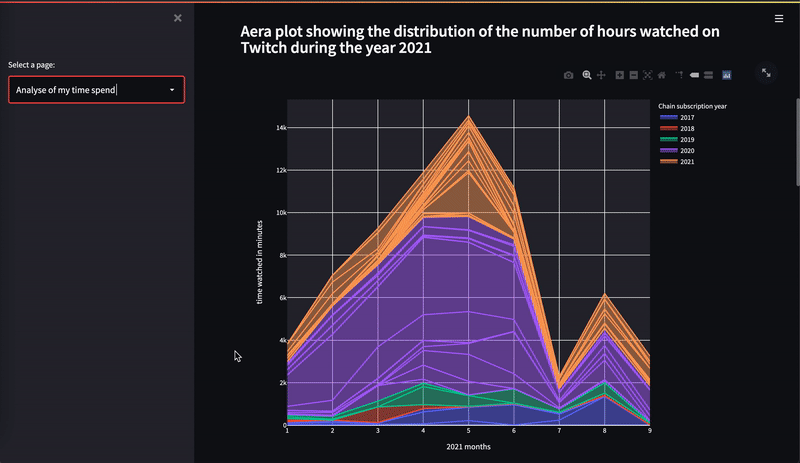 Aera plot showing the distribution of the number of hours watched on
Twitch during the year 2021
Select a page:
Analyse of my time spend
Chain subscription year
2017
2018
2019
2020
2021
14k
12k
10k
8k
6k
4k
2k
0
time watched in minutes
1 2 3 4 5 6 7 8 9
2021 months